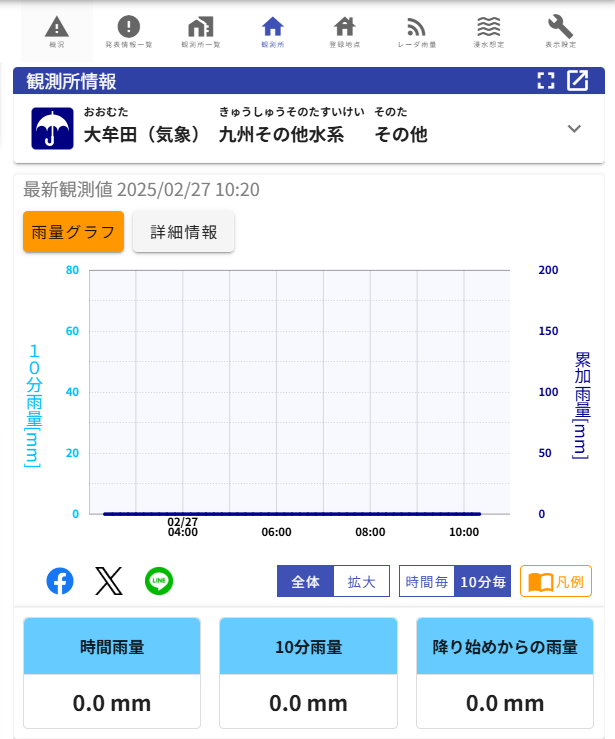 概況 発表情報一覧 観測所一覧 観測所 登録地点 レーダ雨量 浸水想定 表示設定
観測所情報
おおむた きゅうしゅうそのたすいけい そのた
大牟田（気象） 九州その他水系 その他
最新観測値 2025/02/27 10:20
雨量グラフ 詳細情報
80 200
60 150
１０分雨量[mm] 累加雨量[mm]
40 100
20 50
0 0
02/27
04:00 06:00 08:00 10:00
LINE
全体 拡大 時間毎 10分毎 凡例
時間雨量 10分雨量 降り始めからの雨量
0.0 mm 0.0 mm 0.0 mm